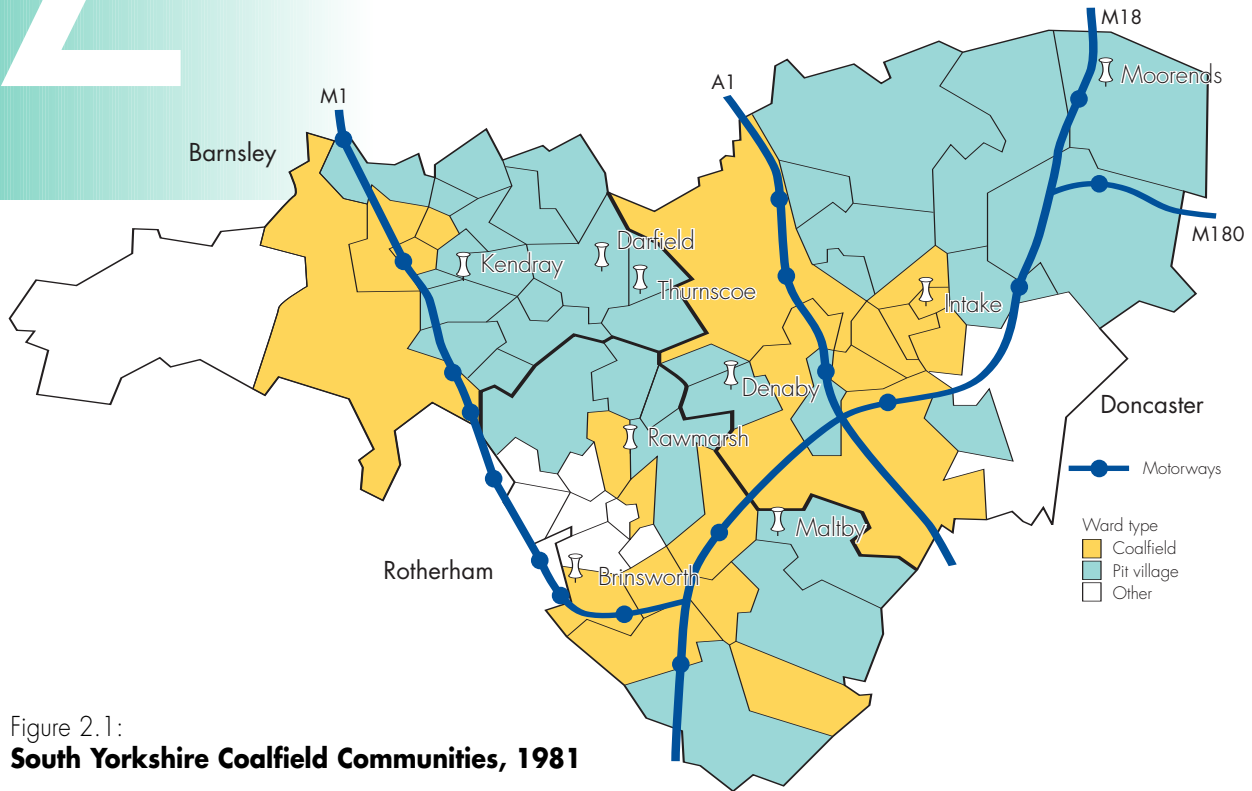 2
M18
Moorends
A1
M1
Barnsley
M180
Darfield
Kendray
Thurnscoe
Intake
Denaby
Doncaster
Rawmarsh
Motorways
Maltby
Ward type
Coalfield
Pit village
Other
Rotherham
Brinsworth
Figure 2.1:
South Yorkshire Coalfield Communities, 1981